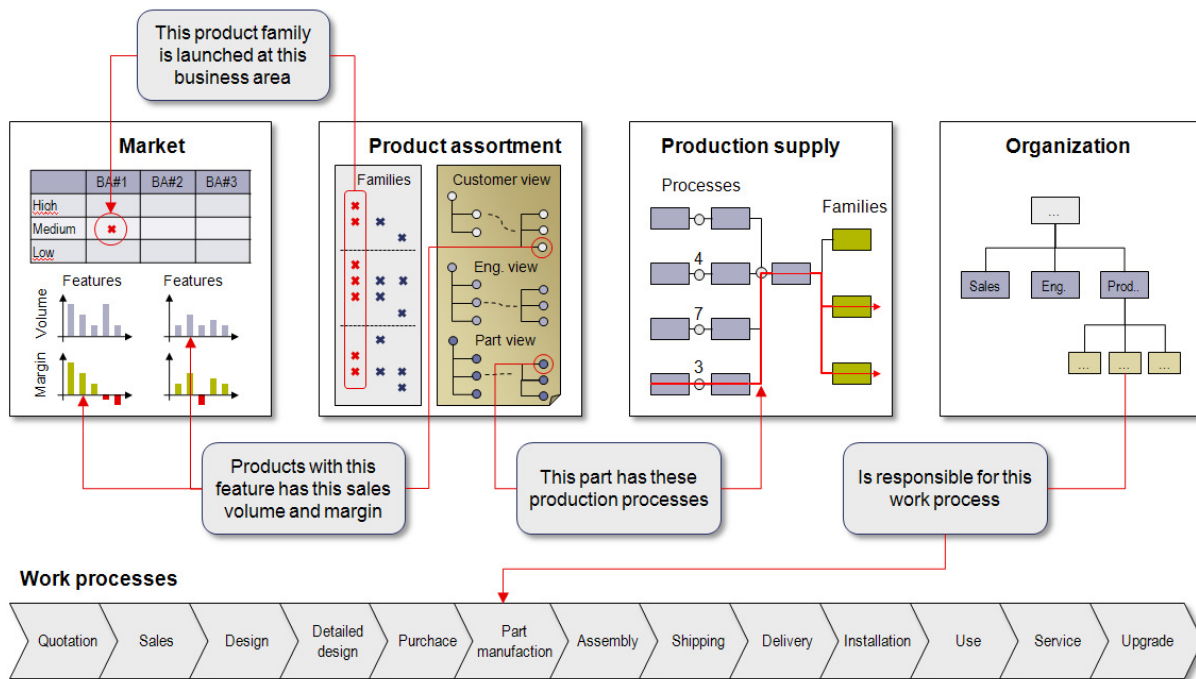 This product family
is launched at this
business area
Market
BA#1 BA#2 BA#3
High
Medium
Low
Features Features
Volume
Margin
Product assortment
Families
Customer view
Eng. view
Part view
Production supply
Processes
Families
4
7
3
Organization
...
Sales Eng. Prod..
... ... ...
Products with this
feature has this sales
volume and margin
This part has these
production processes
Is responsible for this
work process
Work processes
Quotation
Sales
Design
Detailed
design
Purchace
Part
manufaction
Assembly
Shipping
Delivery
Installation
Use
Service
Upgrade